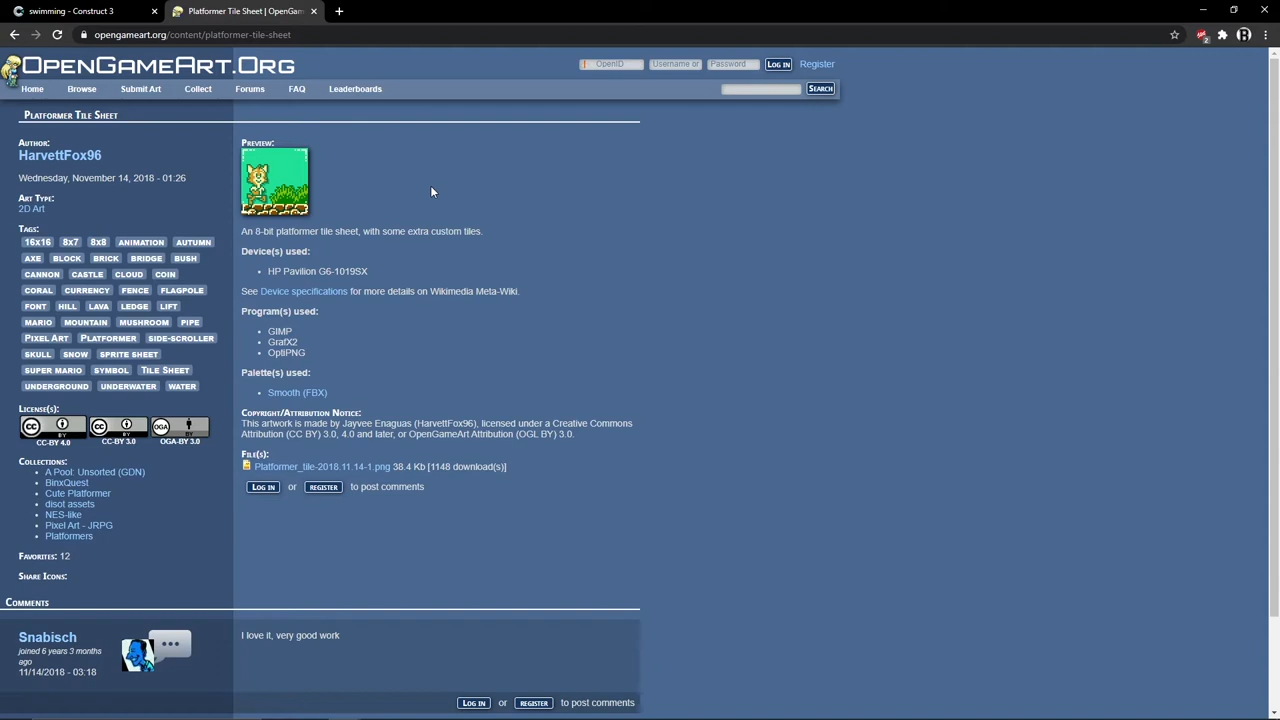 swimming - Construct 3
Platformer Tile Sheet | OpenGame
opengameart.org/content/platformer-tile-sheet
OpenGameArt.Org
OpenID
Username or
Password
Log in
Register
Home
Browse
Submit Art
Collect
Forums
FAQ
Leaderboards
Search
Platformer Tile Sheet
Author:
HarvettFox96
Wednesday, November 14, 2018 - 01:26
Art Type:
2D Art
Tags:
16x16 8x7 8x8 animation autumn
axe block brick bridge bush
cannon castle cloud coin
coral currency fence flagpole
font hill lava ledge lift
mario mountain mushroom pipe
Pixel Art Platformer side-scroller
skull snow sprite sheet
super mario symbol Tile Sheet
underground underwater water
License(s):
CC BY
CC-BY 4.0
CC BY
CC-BY 3.0
OGA BY
OGA-BY 3.0
Collections:
A Pool: Unsorted (GDN)
BinxQuest
Cute Platformer
disot assets
NES-like
Pixel Art - JRPG
Platformers
Favorites: 12
Share Icons:
Preview:
An 8-bit platformer tile sheet, with some extra custom tiles.
Device(s) used:
HP Pavilion G6-1019SX
See Device specifications for more details on Wikimedia Meta-Wiki.
Program(s) used:
GIMP
GrafX2
OptiPNG
Palette(s) used:
Smooth (FBX)
Copyright/Attribution Notice:
This artwork is made by Jayvee Enaguas (HarvettFox96), licensed under a Creative Commons
Attribution (CC BY) 3.0, 4.0 and later, or OpenGameArt Attribution (OGL BY) 3.0.
File(s):
Platformer_tile-2018.11.14-1.png 38.4 Kb [1148 download(s)]
Log in or register to post comments
Comments
Snabisch
joined 6 years 3 months
ago
11/14/2018 - 03:18
I love it, very good work
Log in or register to post comments